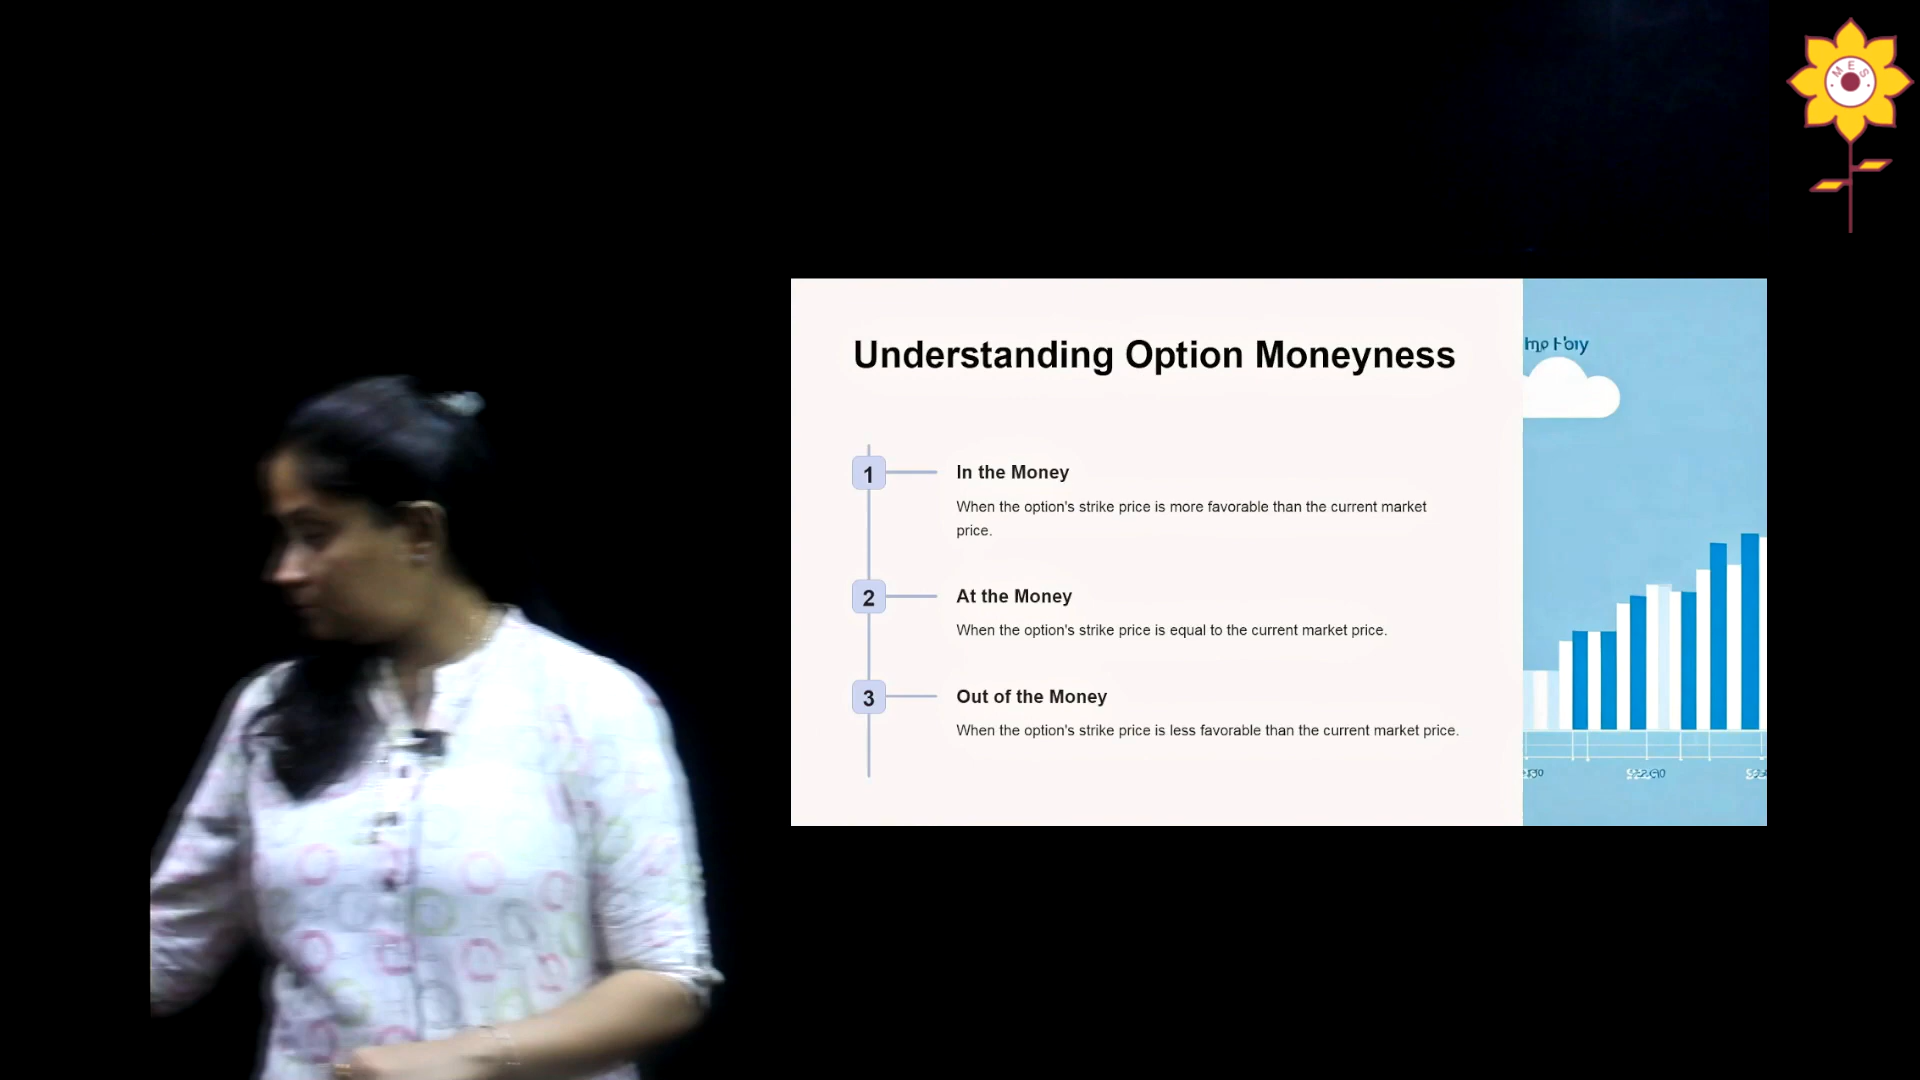 MES
Understanding Option Moneyness
1
In the Money
When the option's strike price is more favorable than the current market
price.
2
At the Money
When the option's strike price is equal to the current market price.
3
Out of the Money
When the option's strike price is less favorable than the current market price.